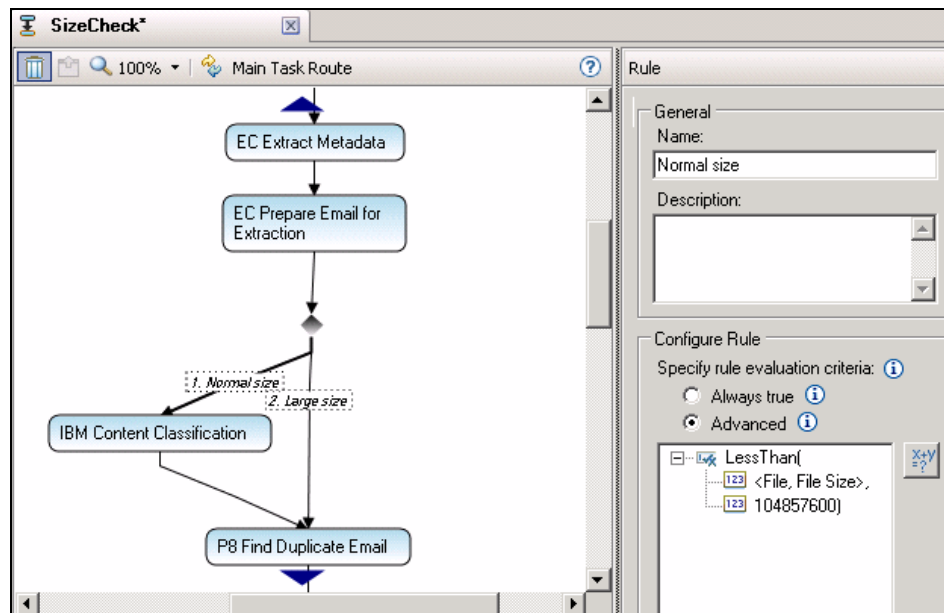 SizeCheck*
100%
Main Task Route
EC Extract Metadata
EC Prepare Email for
Extraction
1. Normal size
2. Large size
IBM Content Classification
P8 Find Duplicate Email
Rule
General
Name:
Normal size
Description:
Configure Rule
Specify rule evaluation criteria:
Always true
Advanced
LessThan(
123 <File, File Size>,
123 104857600)
x+y
=?